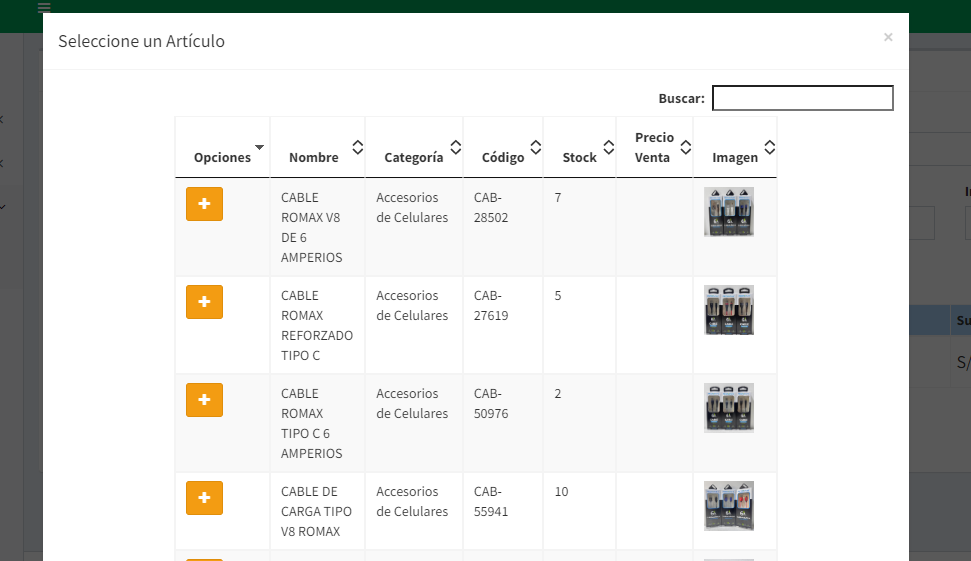 Seleccione un Artículo
×
Buscar:
Opciones
Nombre
Categoría
Código
Stock
Precio
Venta
Imagen
CABLE
ROMAX V8
DE 6
AMPERIOS
Accesorios
de Celulares
CAB-
28502
7
CABLE
ROMAX
REFORZADO
TIPO C
Accesorios
de Celulares
CAB-
27619
5
CABLE
ROMAX
TIPO C 6
AMPERIOS
Accesorios
de Celulares
CAB-
50976
2
CABLE DE
CARGA TIPO
V8 ROMAX
Accesorios
de Celulares
CAB-
55941
10
Su
S/